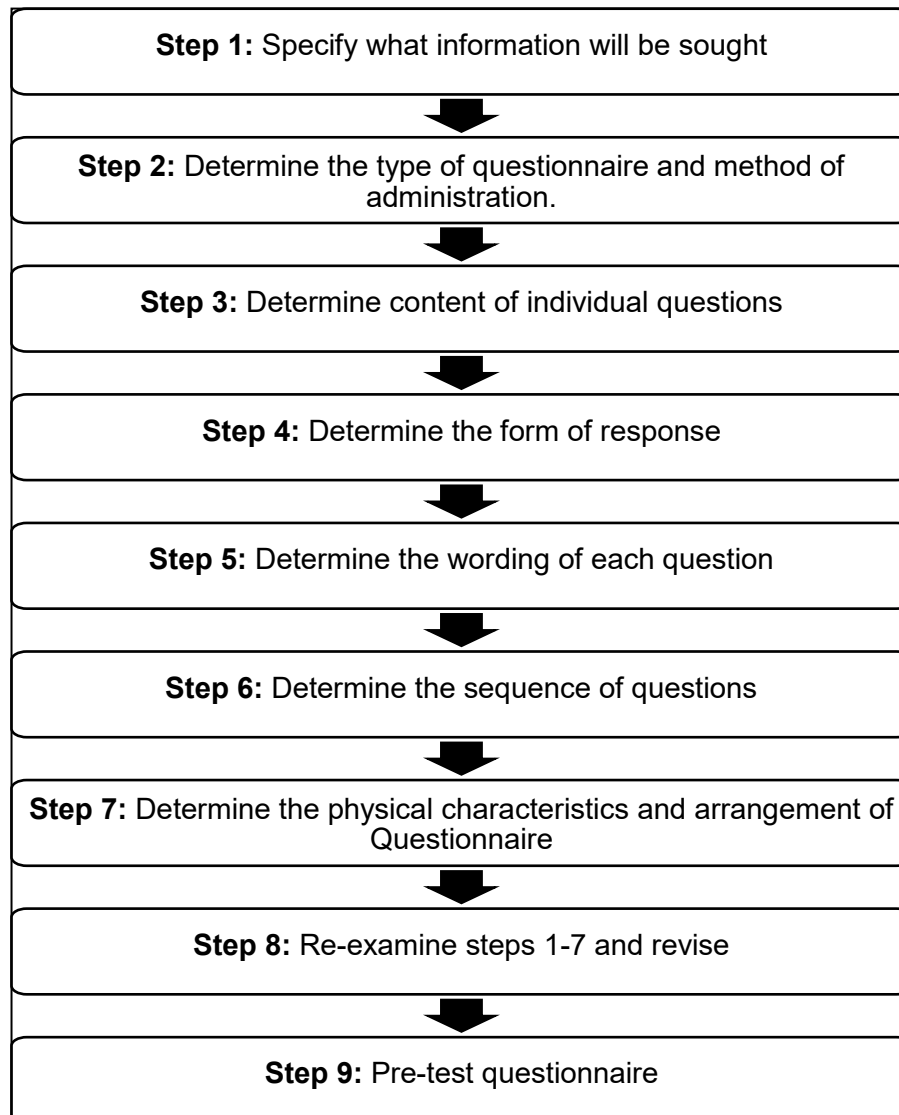 Step 1: Specify what information will be sought
Step 2: Determine the type of questionnaire and method of
administration.
Step 3: Determine content of individual questions
Step 4: Determine the form of response
Step 5: Determine the wording of each question
Step 6: Determine the sequence of questions
Step 7: Determine the physical characteristics and arrangement of
Questionnaire
Step 8: Re-examine steps 1-7 and revise
Step 9: Pre-test questionnaire